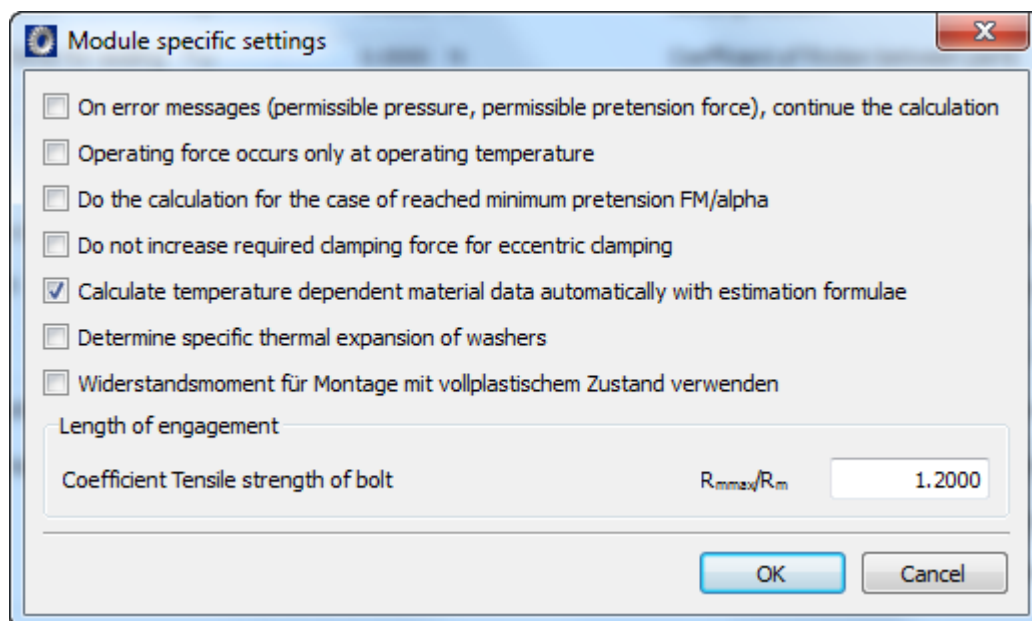 Module specific settings
On error messages (permissible pressure, permissible pretension force), continue the calculation
Operating force occurs only at operating temperature
Do the calculation for the case of reached minimum pretension FM/alpha
Do not increase required clamping force for eccentric clamping
Calculate temperature dependent material data automatically with estimation formulae
Determine specific thermal expansion of washers
Widerstandsmoment für Montage mit vollplastischem Zustand verwenden
Length of engagement
Coefficient Tensile strength of bolt Rmmax/Rm 1.2000
OK Cancel